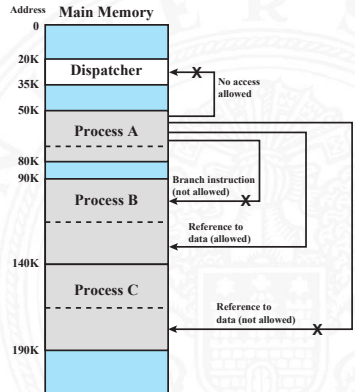 Address Main Memory
0
20K
Dispatcher
X
35K
No access
allowed
50K
Process A
80K
90K
Branch instruction
(not allowed)
X
Process B
Reference to
data (allowed)
140K
Process C
Reference to
data (not allowed)
X
190K